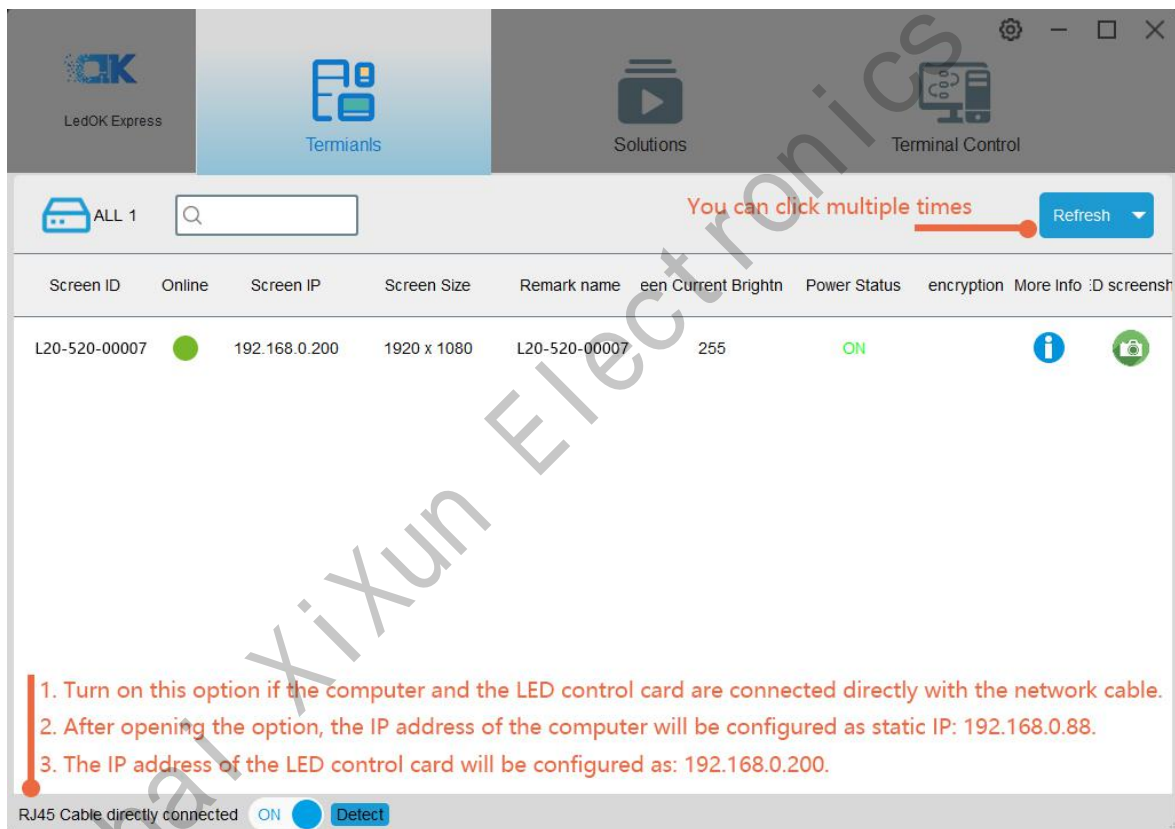 LedOK Express
Termianls
Solutions
Terminal Control
ALL 1
You can click multiple times
Refresh
Screen ID Online Screen IP Screen Size Remark name een Current Brightn Power Status encryption More Info :D screensh
L20-520-00007 192.168.0.200 1920 x 1080 L20-520-00007 255 ON
1. Turn on this option if the computer and the LED control card are connected directly with the network cable.
2. After opening the option, the IP address of the computer will be configured as static IP: 192.168.0.88.
3. The IP address of the LED control card will be configured as: 192.168.0.200.
RJ45 Cable directly connected ON Detect
hai XiXun Electronics